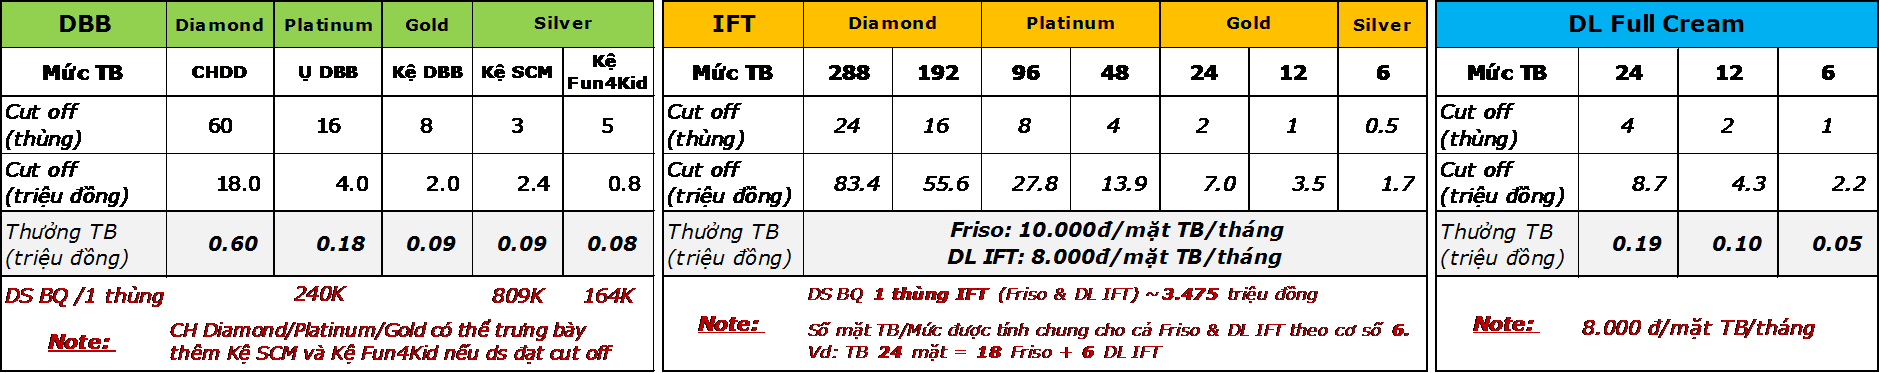 DBB Diamond Platinum Gold Silver
Mức TB CHDD Ụ DBB Kệ DBB Kệ SCM Kệ Fun4Kid
Cut off (thùng) 60 16 8 3 5
Cut off (triệu đồng) 18.0 4.0 2.0 2.4 0.8
Thưởng TB (triệu đồng) 0.60 0.18 0.09 0.09 0.08
DS BQ /1 thùng 240K 809K 164K
Note: CH Diamond/Platinum/Gold có thể trưng bày
thêm Kệ SCM và Kệ Fun4Kid nếu ds đạt cut off
IFT Diamond Platinum Gold Silver
Mức TB 288 192 96 48 24 12 6
Cut off (thùng) 24 16 8 4 2 1 0.5
Cut off (triệu đồng) 83.4 55.6 27.8 13.9 7.0 3.5 1.7
Thưởng TB (triệu đồng)
Friso: 10.000đ/mặt TB/tháng
DL IFT: 8.000đ/mặt TB/tháng
Note:
DS BQ 1 thùng IFT (Friso & DL IFT) ~3.475 triệu đồng
Số mặt TB/Mức được tính chung cho cả Friso & DL IFT theo cơ số 6.
Vd: TB 24 mặt = 18 Friso + 6 DL IFT
DL Full Cream
Mức TB 24 12 6
Cut off (thùng) 4 2 1
Cut off (triệu đồng) 8.7 4.3 2.2
Thưởng TB (triệu đồng) 0.19 0.10 0.05
Note: 8.000 đ/mặt TB/tháng